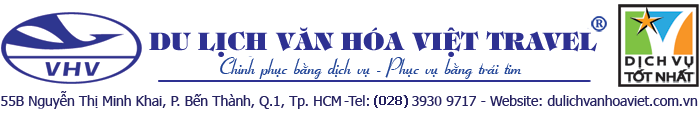 VHV
DU LỊCH VĂN HÓA VIỆT TRAVEL®
Chinh phục bằng dịch vụ - Phục vụ bằng trái tim
DỊCH VỤ
TỐT NHẤT
55B Nguyễn Thị Minh Khai, P. Bến Thành, Q.1, Tp. HCM -Tel: (028) 3930 9717 - Website: dulichvanhoaviet.com.vn